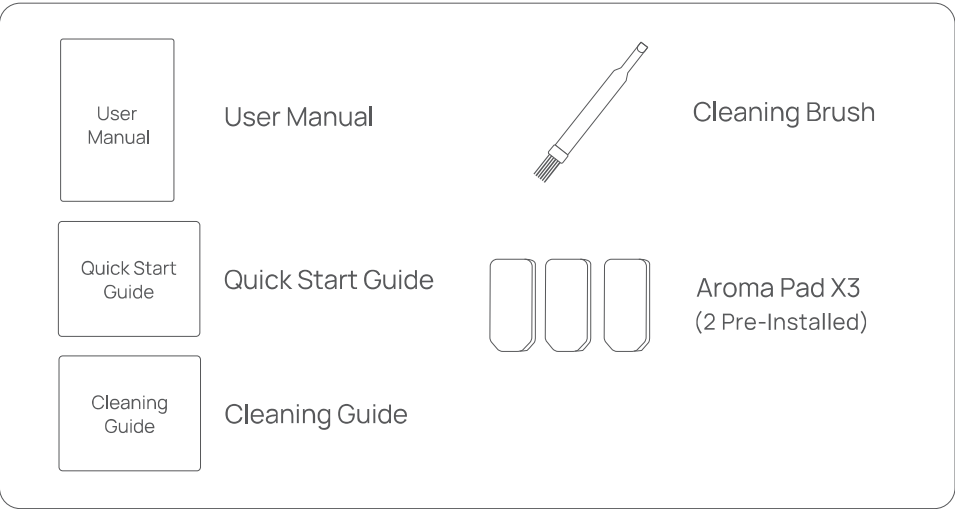 User
Manual
User Manual
Quick Start
Guide
Quick Start Guide
Cleaning
Guide
Cleaning Guide
Cleaning Brush
Aroma Pad X3
(2 Pre-Installed)